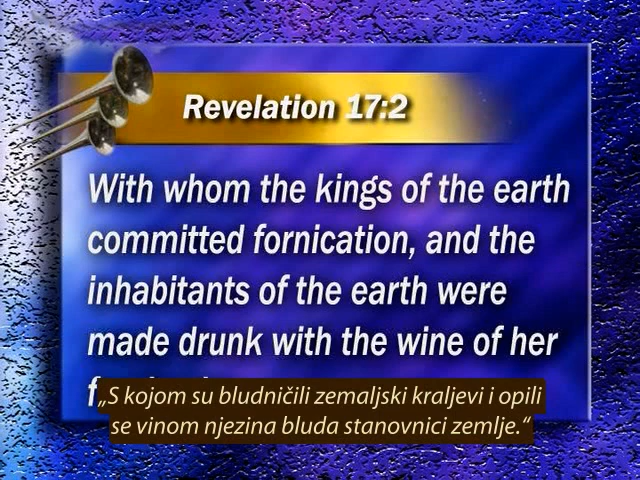 Revelation 17:2
With whom the kings of the earth
committed fornication, and the
inhabitants of the earth were
made drunk with the wine of her
„S kojom su bludničili zemaljski kraljevi i opili
se vinom njezina bluda stanovnici zemlje.“